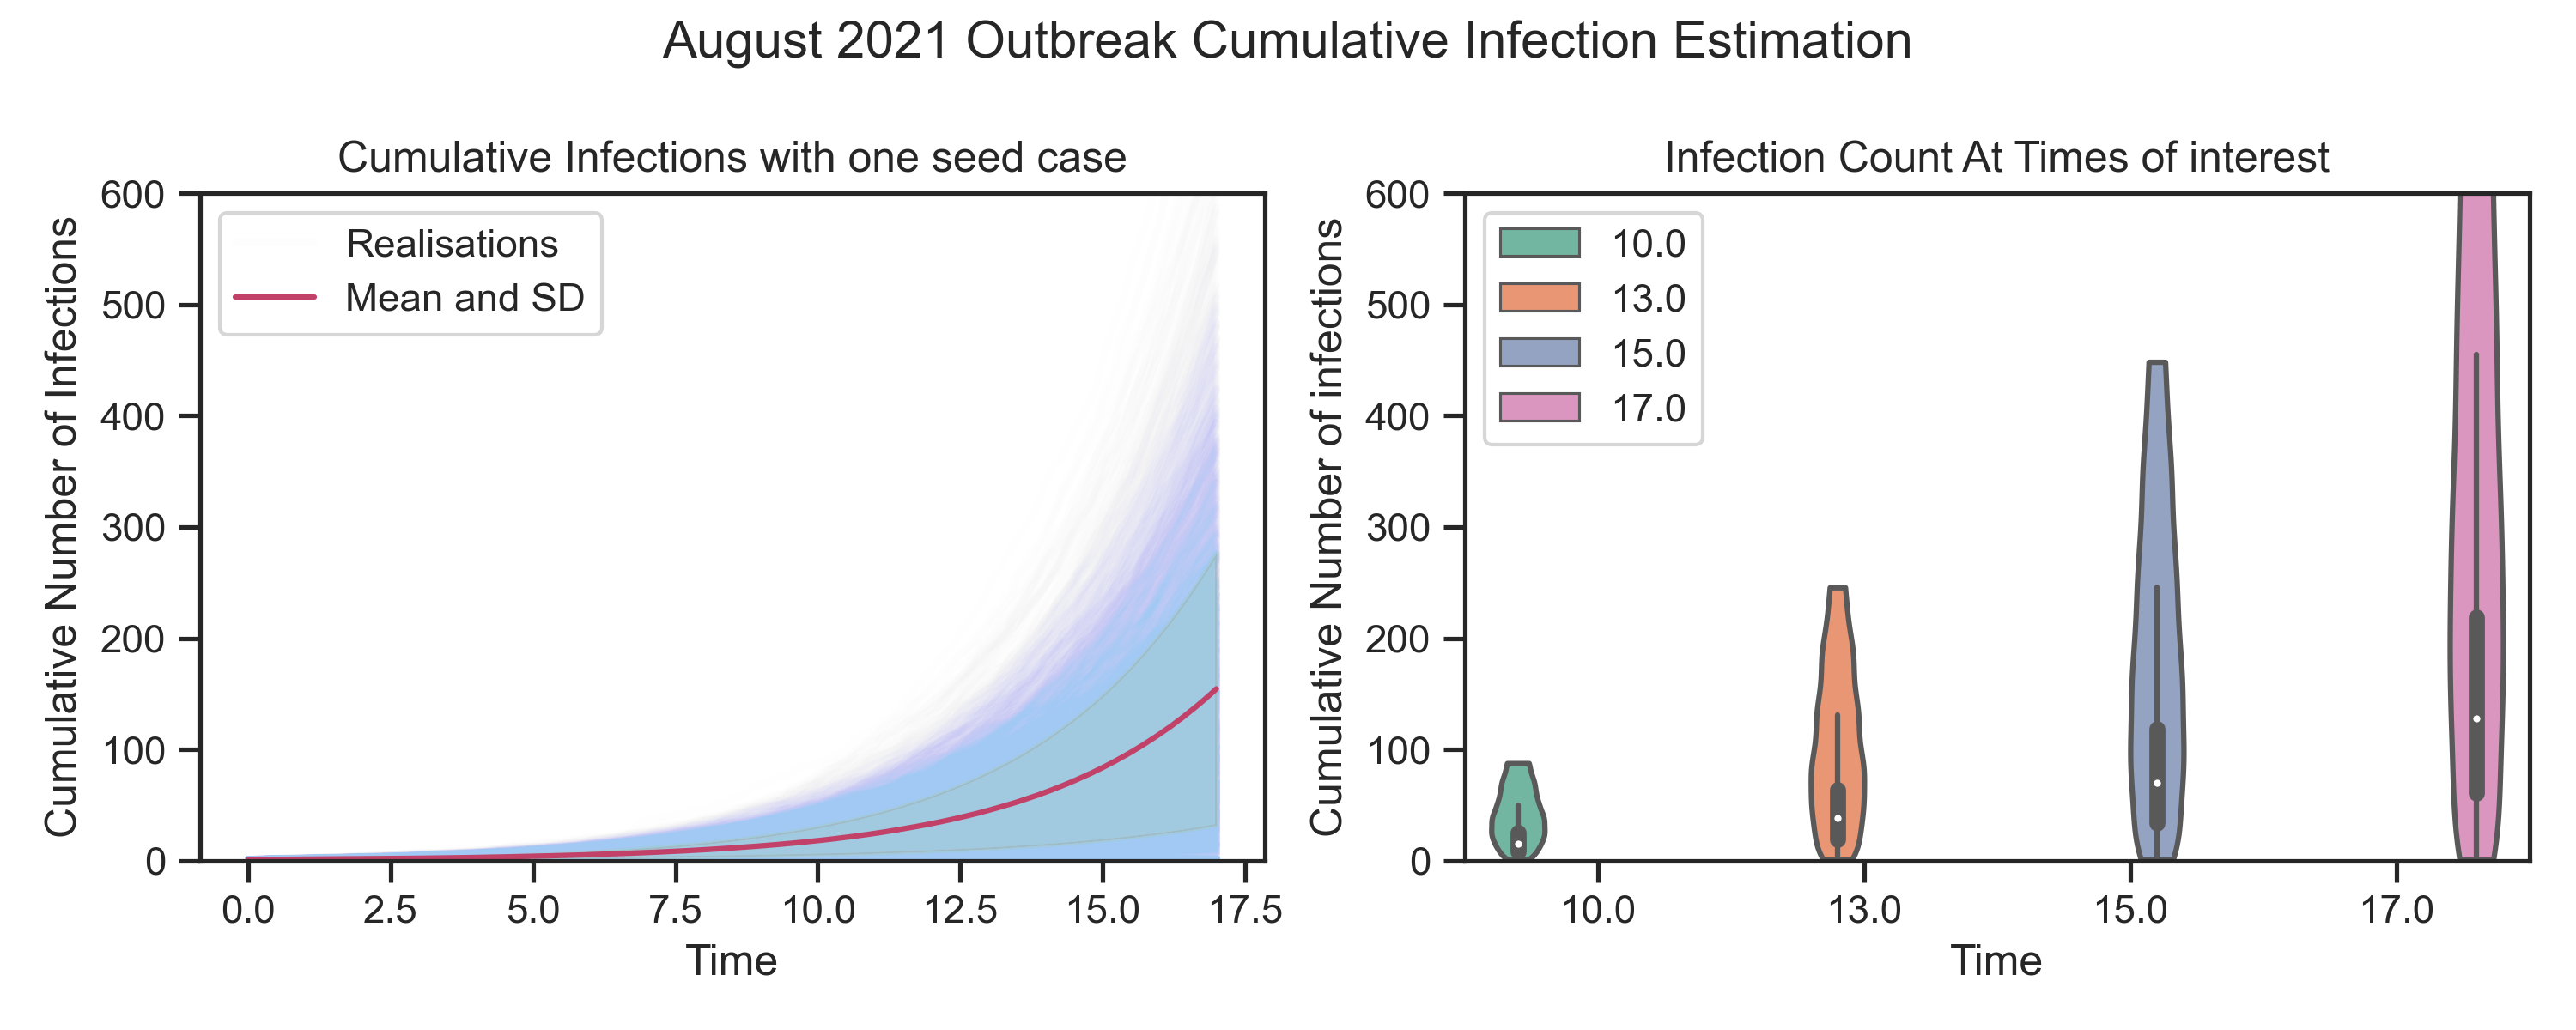 August 2021 Outbreak Cumulative Infection Estimation
Cumulative Infections with one seed case
Cumulative Number of Infections
600
500
400
300
200
100
0
Realisations
Mean and SD
0.0 2.5 5.0 7.5 10.0 12.5 15.0 17.5
Time
Infection Count At Times of interest
Cumulative Number of infections
600
500
400
300
200
100
0
10.0
13.0
15.0
17.0
10.0 13.0 15.0 17.0
Time